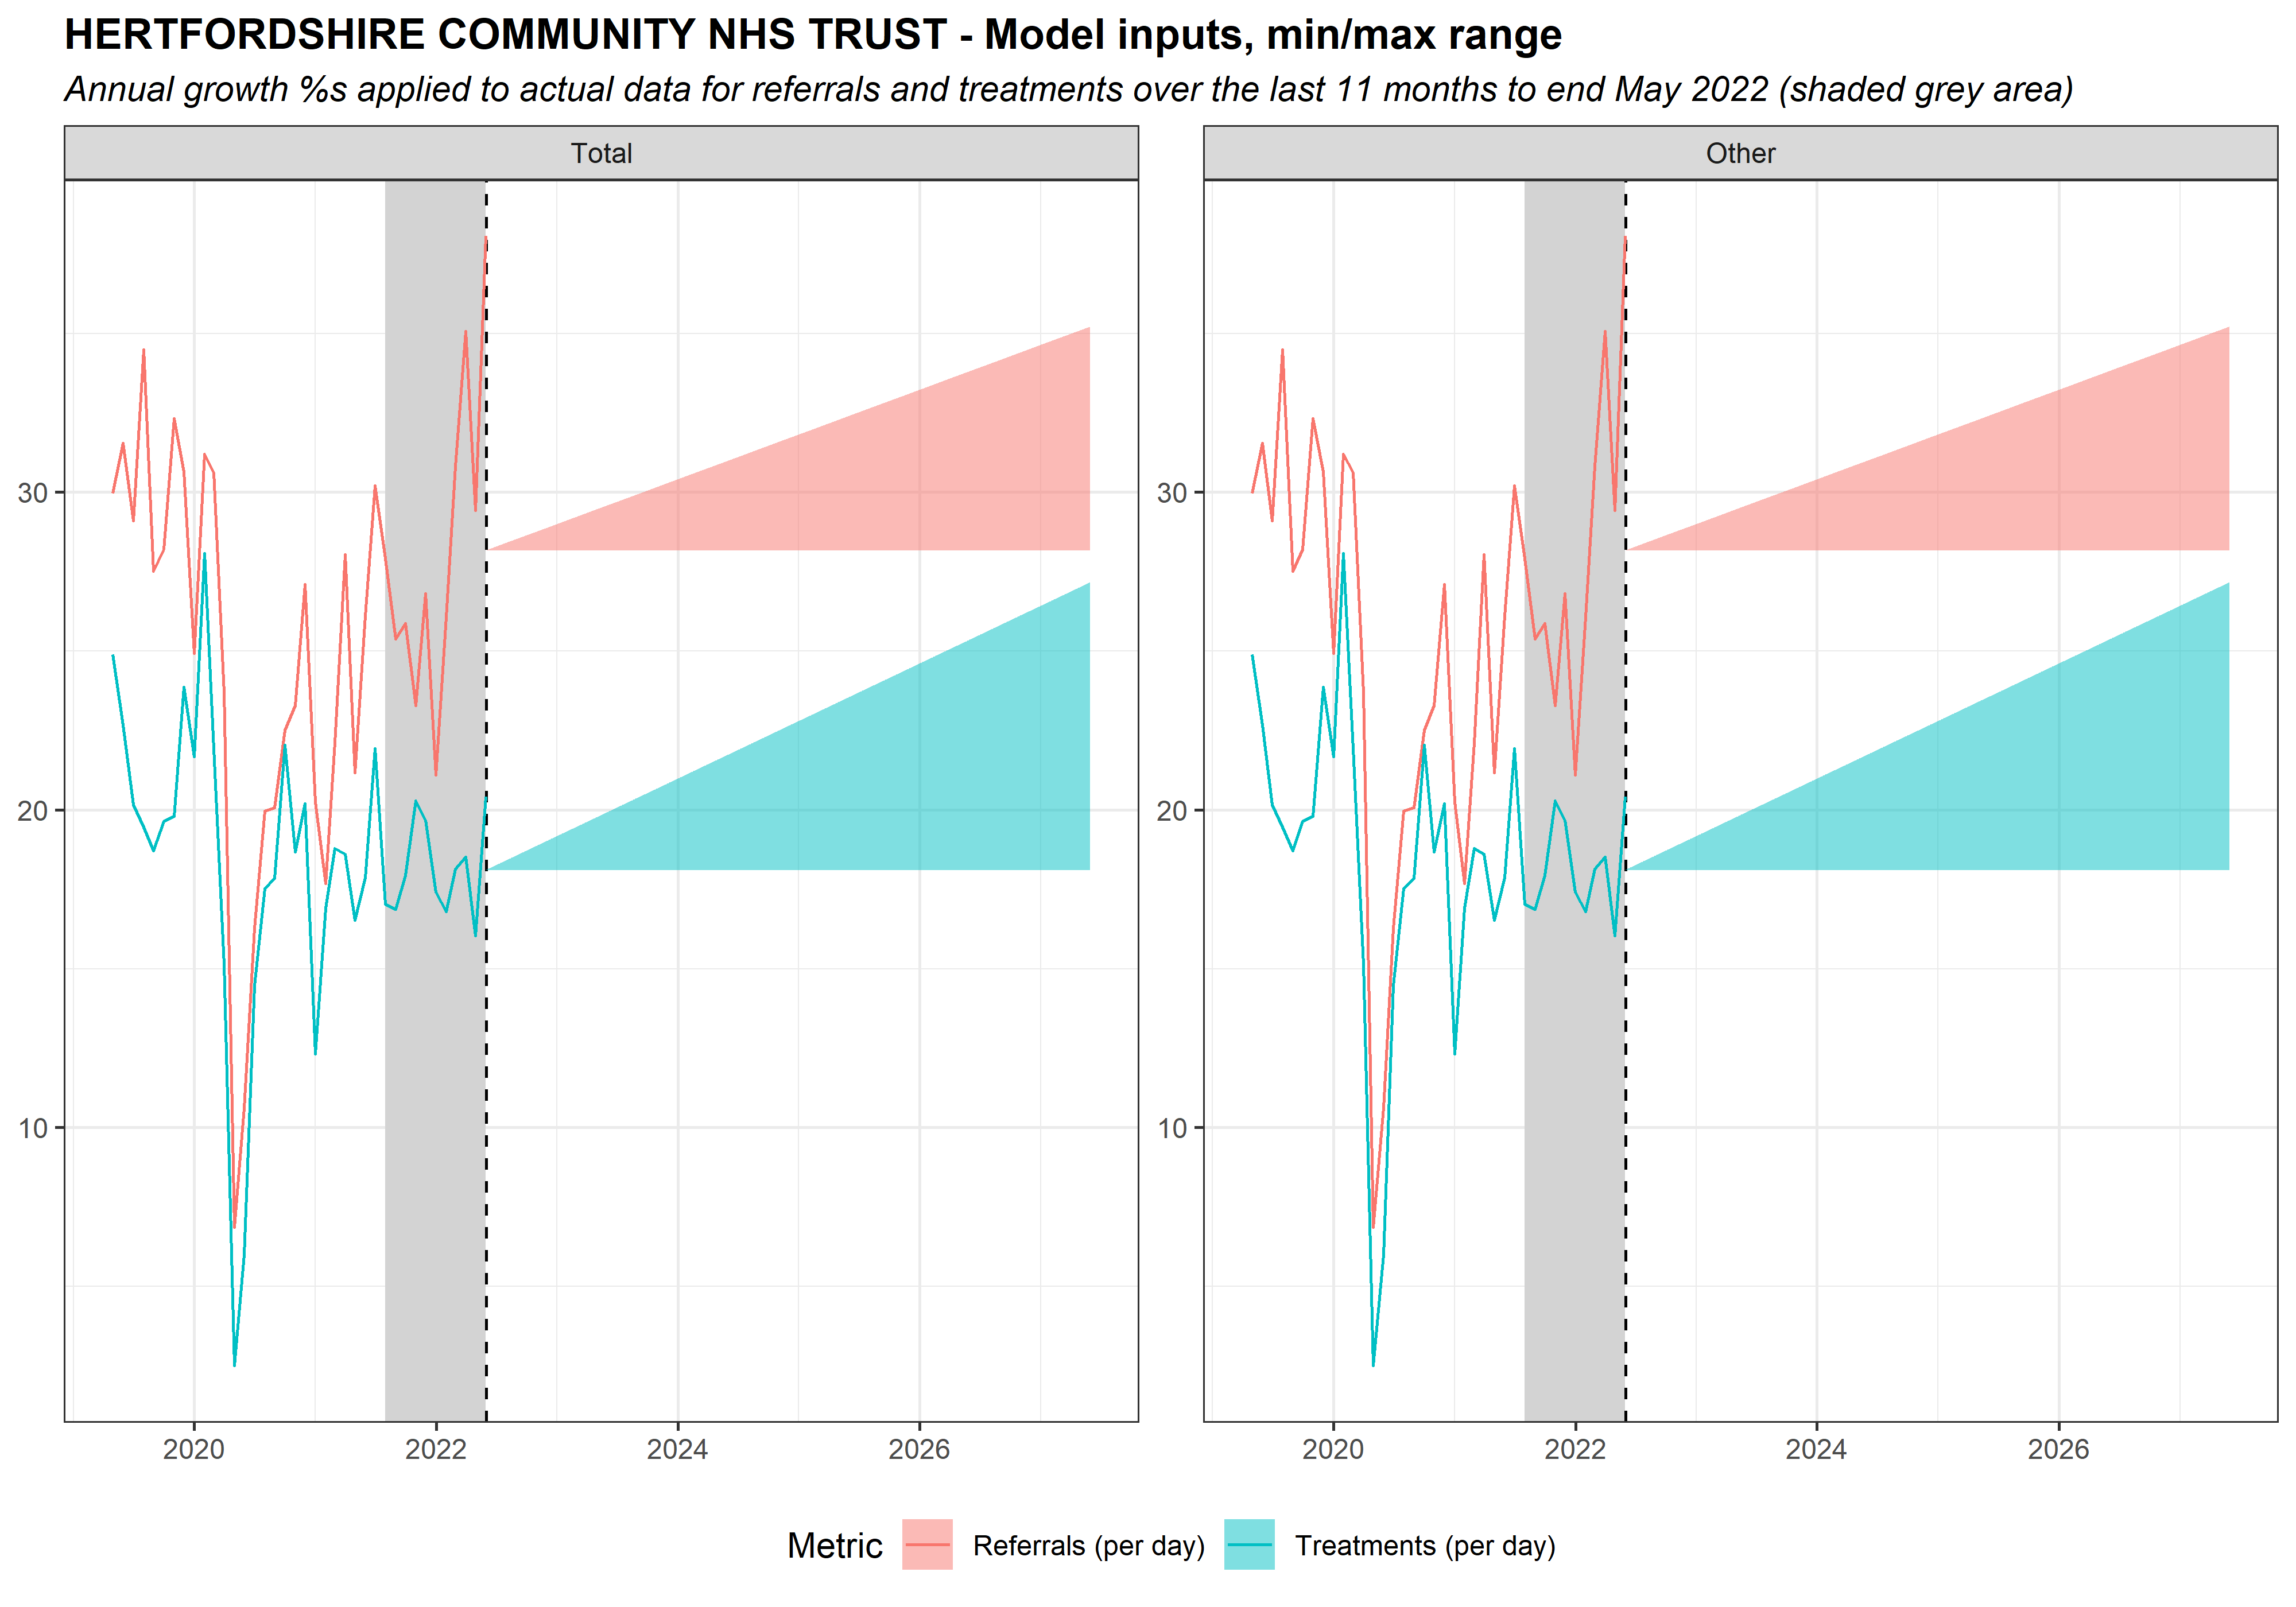 HERTFORDSHIRE COMMUNITY NHS TRUST - Model inputs, min/max range
Annual growth %s applied to actual data for referrals and treatments over the last 11 months to end May 2022 (shaded grey area)
Total
Other
30
20
10
30
20
10
2020 2022 2024 2026
2020 2022 2024 2026
Metric Referrals (per day) Treatments (per day)